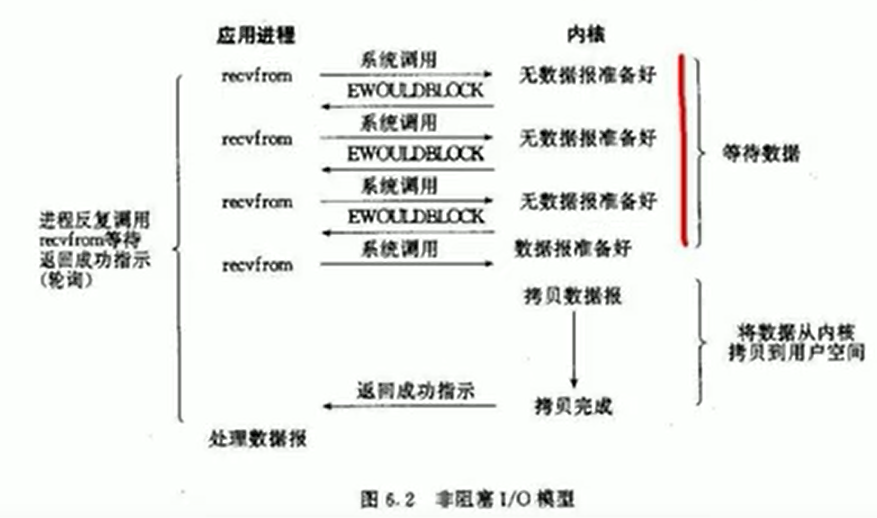 应用进程
内核
recvfrom
系统调用
无数据报准备好
EWOULDBLOCK
recvfrom
系统调用
无数据报准备好
EWOULDBLOCK
等待数据
recvfrom
系统调用
无数据报准备好
EWOULDBLOCK
进程反复调用
recvfrom等待
返回成功指示
(轮询)
recvfrom
系统调用
数据报准备好
拷贝数据报
将数据从内核
拷贝到用户空间
返回成功指示
拷贝完成
处理数据报
图 6.2 非阻塞 I/O 模型